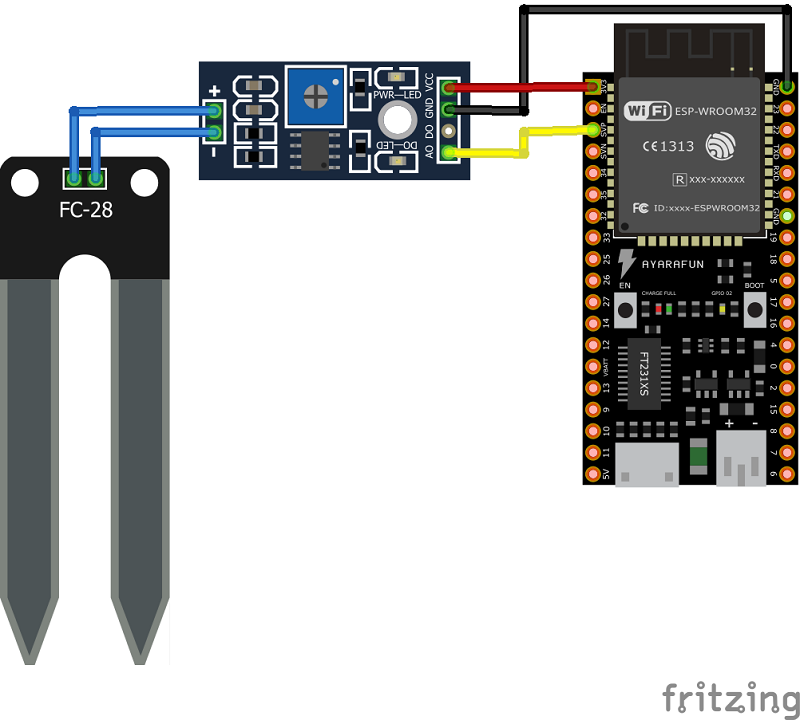 FC-28
+
-
PWR—LED
DO—LED
VCC
GND
DO
AO
WiFi ESP-WROOM32
CE1313
R xxx-xxxxxx
FC ID:xxxx-ESPWROOM32
AYARAFUN
EN
CHARGE FULL
GPIO 02
BOOT
FT231XS
+ -
3V3
EN
SVP
SVN
34
35
32
33
25
26
27
14
12
VBATT
13
9
10
11
5V
GND
23
22
TXD
RXD
21
GND
19
18
5
17
16
4
0
2
15
8
7
6
fritzing